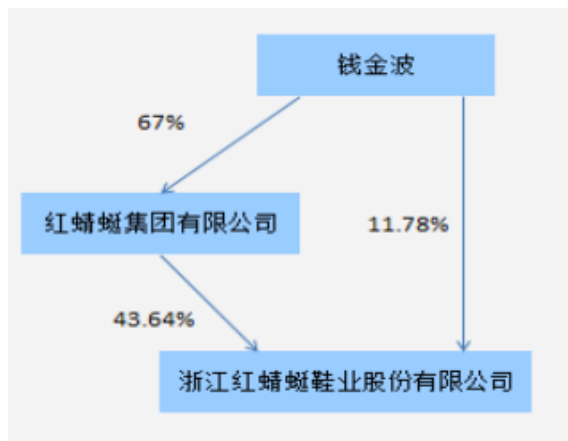 钱金波
67%
红蜻蜓集团有限公司
11.78%
43.64%
浙江红蜻蜓鞋业股份有限公司